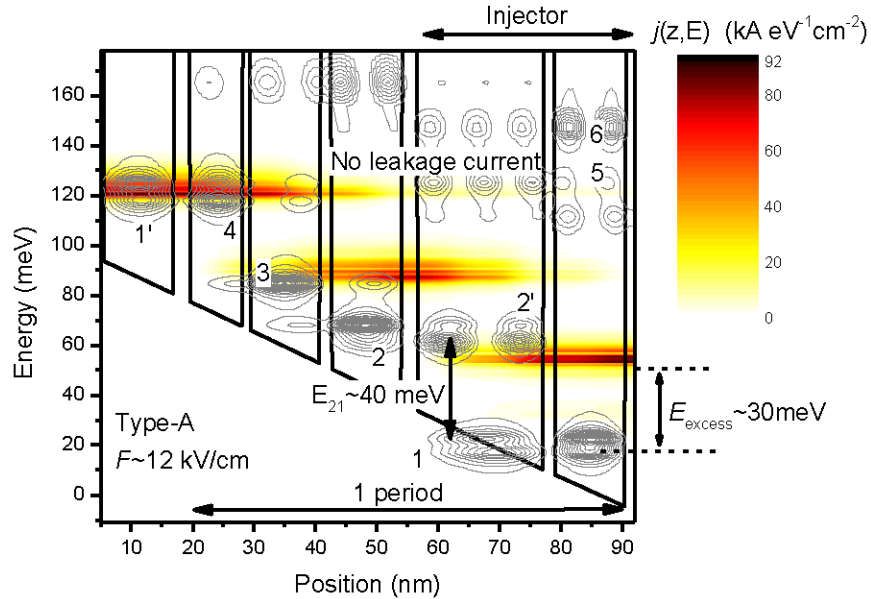 Injector
j(z,E) (kA eV⁻¹cm⁻²)
92
80
60
40
20
0
160
140
120
100
80
60
40
20
0
Energy (meV)
6
No leakage current
5
1'
4
3
2'
2
E₂₁~40 meV
E_excess~30meV
Type-A
1
F~12 kV/cm
1 period
10 20 30 40 50 60 70 80 90
Position (nm)